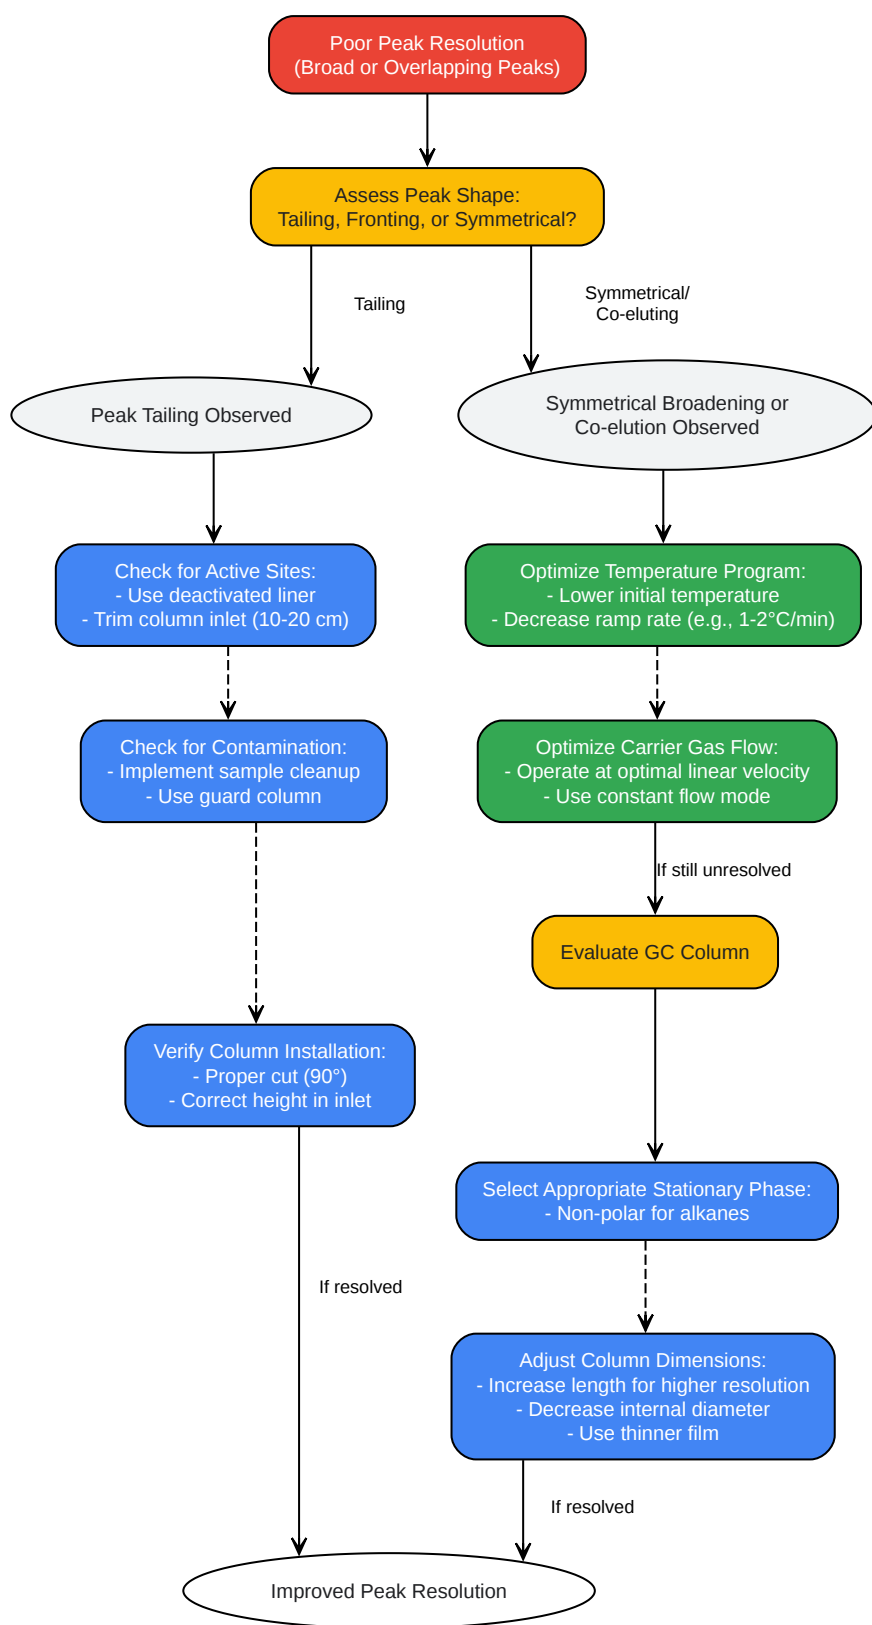 Poor Peak Resolution
(Broad or Overlapping Peaks)
Assess Peak Shape:
Tailing, Fronting, or Symmetrical?
Tailing
Symmetrical/
Co-eluting
Peak Tailing Observed
Symmetrical Broadening or
Co-elution Observed
Check for Active Sites:
- Use deactivated liner
- Trim column inlet (10-20 cm)
Optimize Temperature Program:
- Lower initial temperature
- Decrease ramp rate (e.g., 1-2°C/min)
Check for Contamination:
- Implement sample cleanup
- Use guard column
Optimize Carrier Gas Flow:
- Operate at optimal linear velocity
- Use constant flow mode
If still unresolved
Evaluate GC Column
Verify Column Installation:
- Proper cut (90°)
- Correct height in inlet
Select Appropriate Stationary Phase:
- Non-polar for alkanes
If resolved
Adjust Column Dimensions:
- Increase length for higher resolution
- Decrease internal diameter
- Use thinner film
If resolved
Improved Peak Resolution